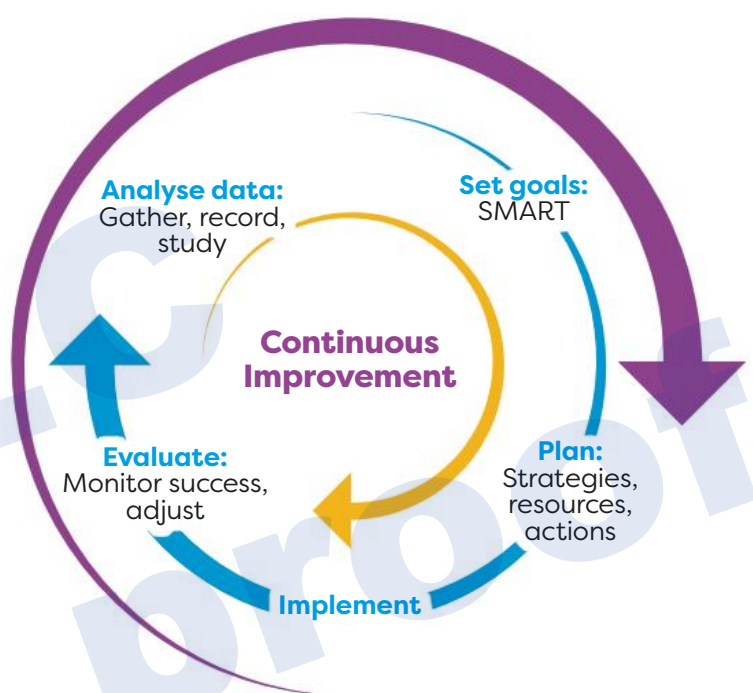 Analyse data:
Gather, record,
study
Set goals:
SMART
Continuous
Improvement
Evaluate:
Monitor success,
adjust
Plan:
Strategies,
resources,
actions
Implement
proof